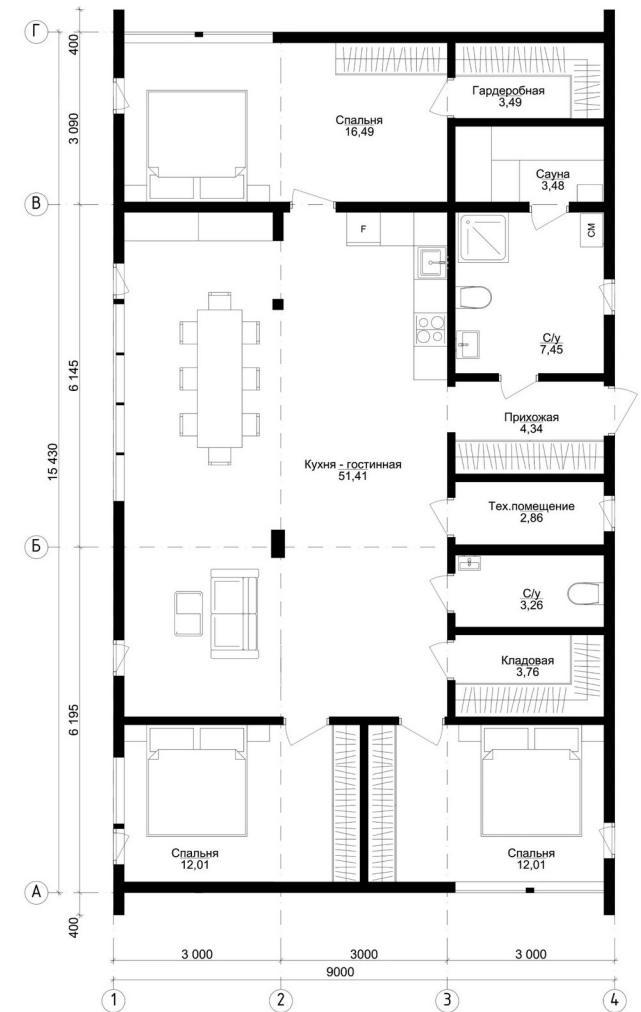 Г
400
Гардеробная
3,49
Спальня
16,49
3 090
Сауна
3,48
В
F
СМ
С/у
7,45
6 145
Прихожая
4,34
15 430
Кухня - гостинная
51,41
Тех.помещение
2,86
Б
С/у
3,26
Кладовая
3,76
6 195
Спальня
12,01
Спальня
12,01
А
400
3 000
3000
3 000
9000
1
2
3
4